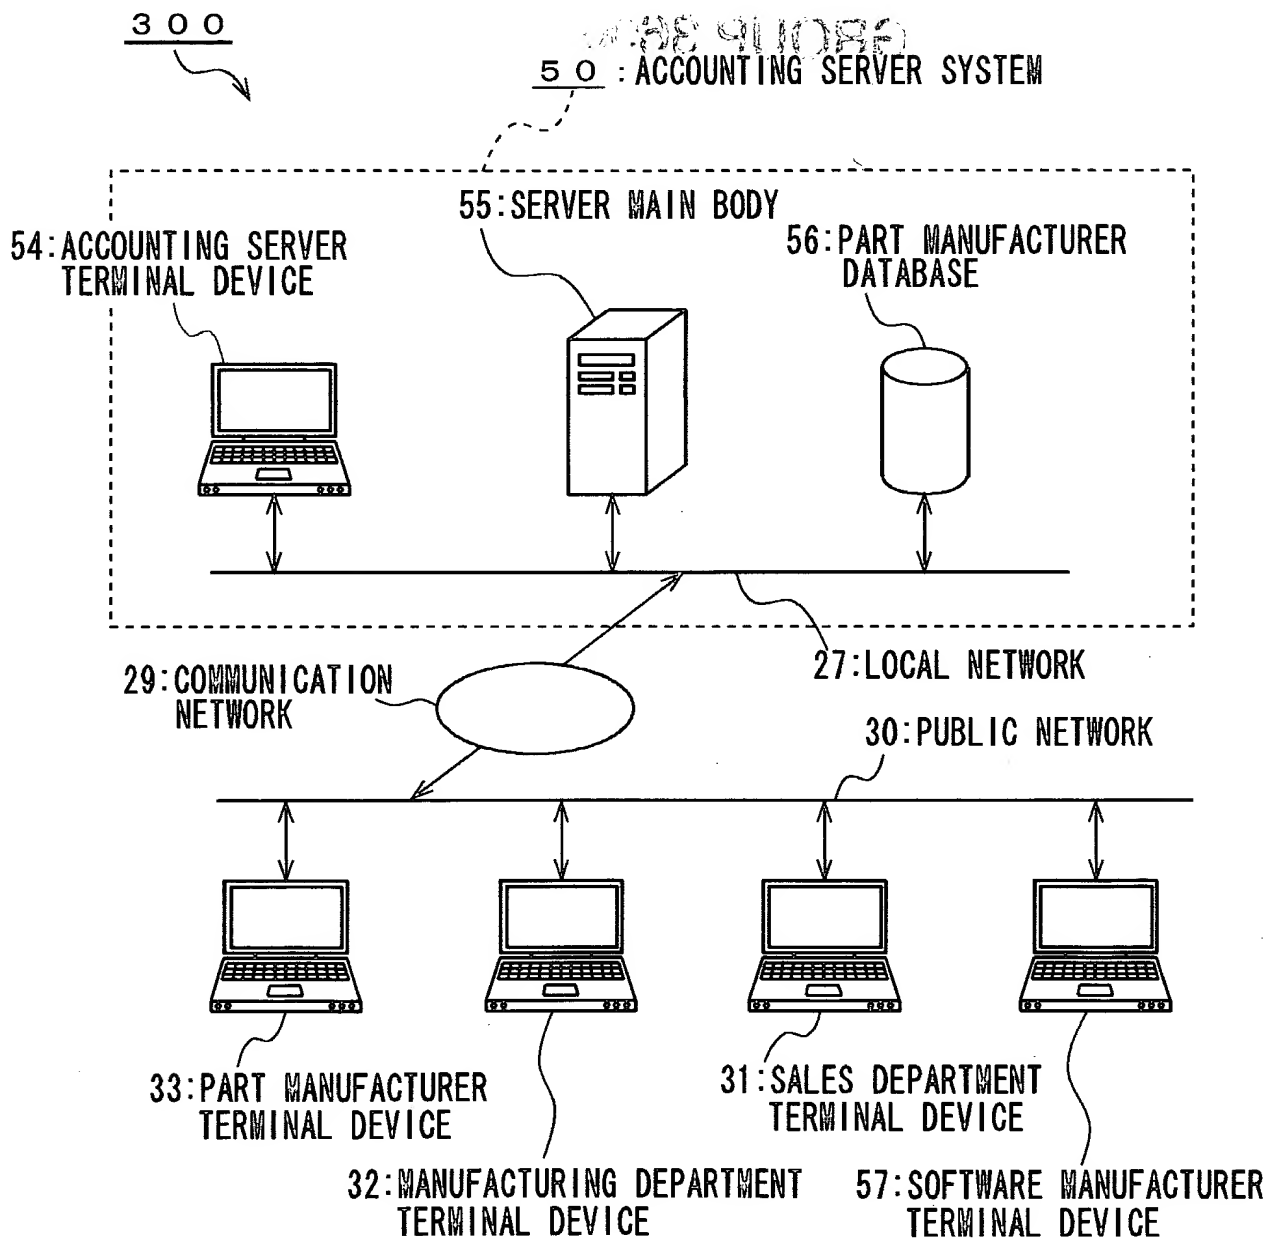 300
50:ACCOUNTING SERVER SYSTEM
55:SERVER MAIN BODY
54:ACCOUNTING SERVER
TERMINAL DEVICE
56:PART MANUFACTURER
DATABASE
27:LOCAL NETWORK
29:COMMUNICATION
NETWORK
30:PUBLIC NETWORK
33:PART MANUFACTURER
TERMINAL DEVICE
31:SALES DEPARTMENT
TERMINAL DEVICE
32:MANUFACTURING DEPARTMENT
TERMINAL DEVICE
57:SOFTWARE MANUFACTURER
TERMINAL DEVICE